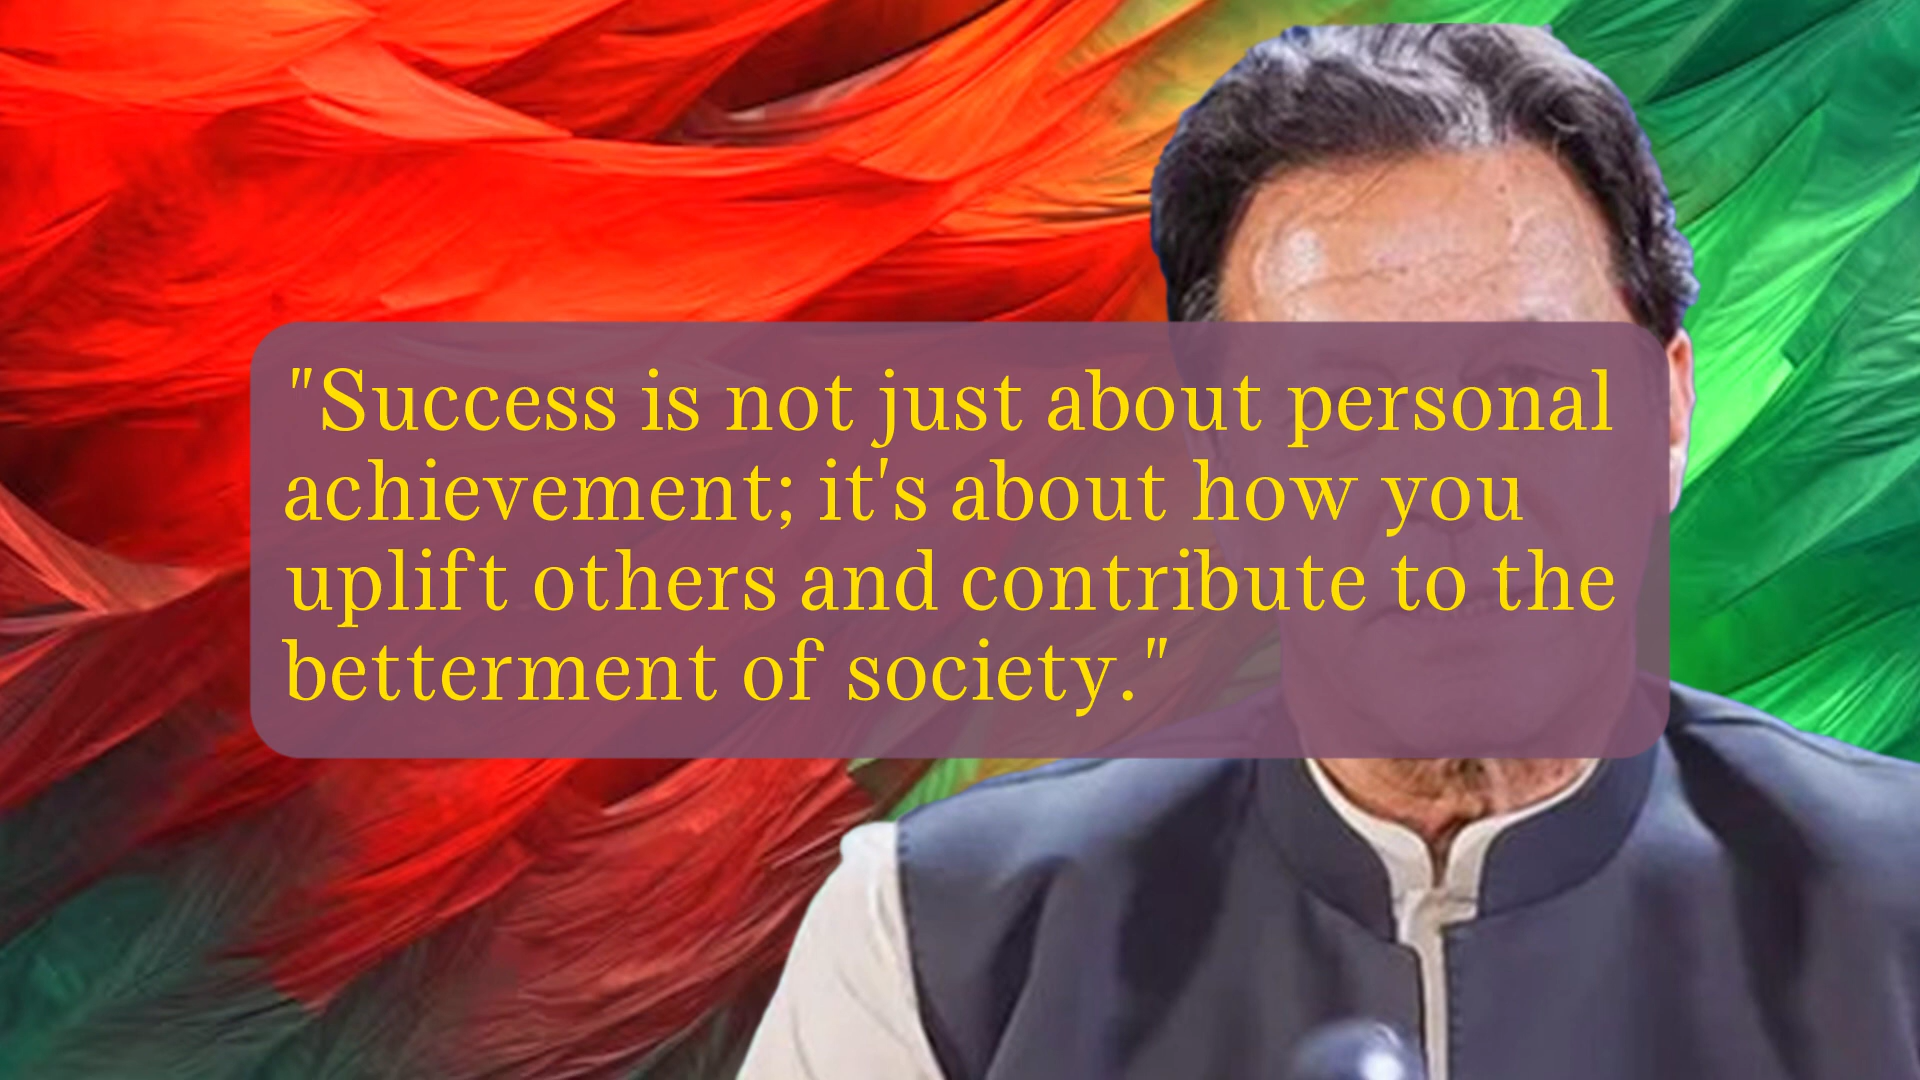 "Success is not just about personal
achievement; it's about how you
uplift others and contribute to the
betterment of society."